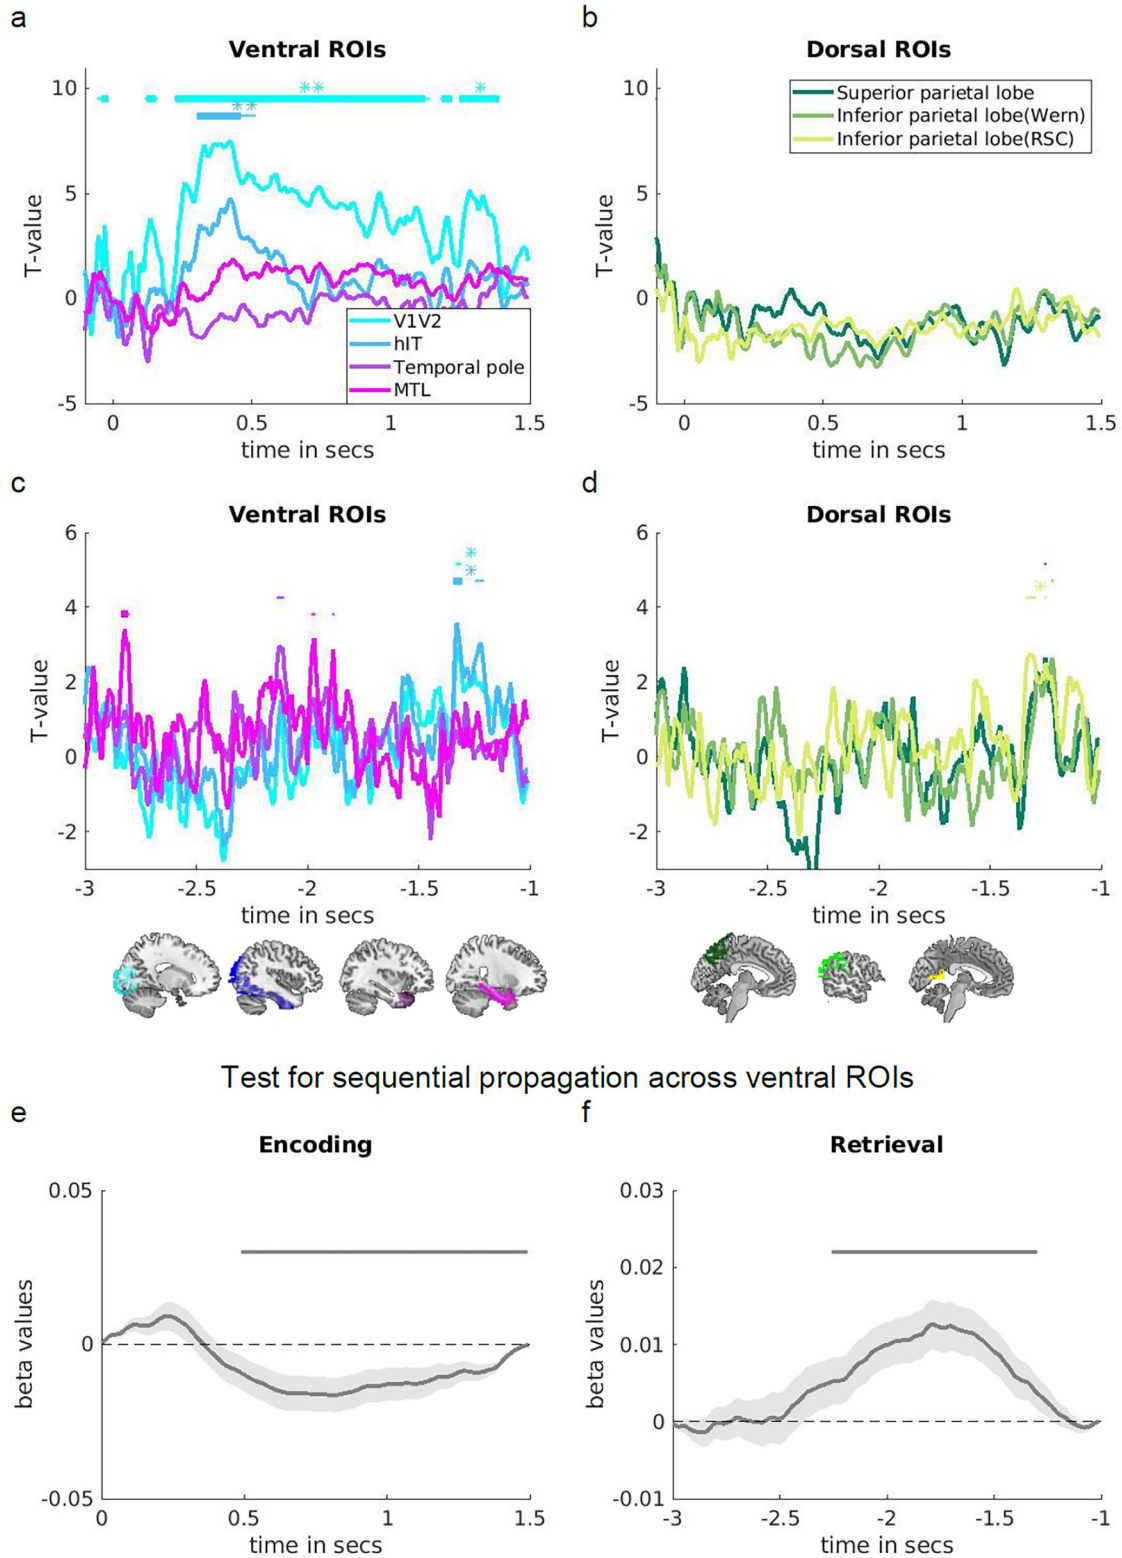 a
Ventral ROIs
10
5
0
-5
T-value
**
*
**
V1V2
hIT
Temporal pole
MTL
0
0.5
1
1.5
time in secs
b
Dorsal ROIs
10
5
0
-5
T-value
Superior parietal lobe
Inferior parietal lobe(Wern)
Inferior parietal lobe(RSC)
0
0.5
1
1.5
time in secs
c
Ventral ROIs
6
4
2
0
-2
T-value
*
*
-3
-2.5
-2
-1.5
-1
time in secs
d
Dorsal ROIs
6
4
2
0
-2
T-value
*
-3
-2.5
-2
-1.5
-1
time in secs
Test for sequential propagation across ventral ROIs
e
Encoding
0.05
0
-0.05
beta values
0
0.5
1
1.5
time in secs
f
Retrieval
0.03
0.02
0.01
0
-0.01
beta values
-3
-2.5
-2
-1.5
-1
time in secs